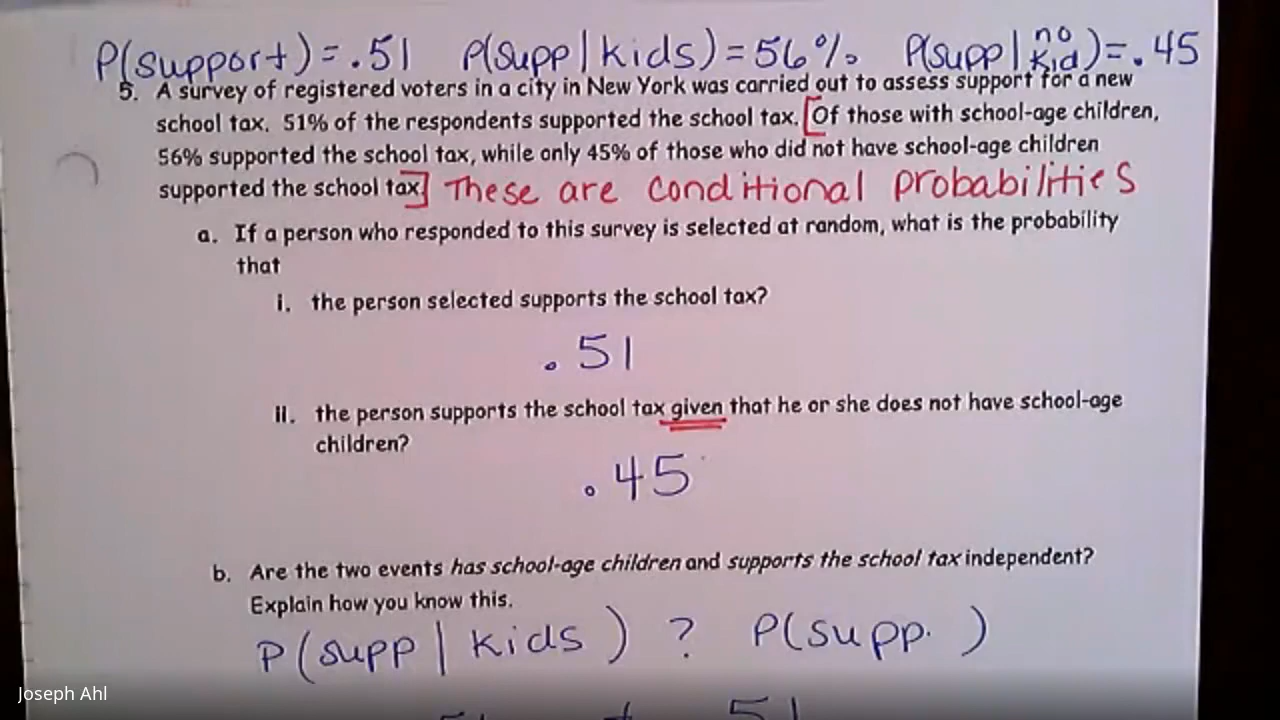 P(support) = .51 P(supp | kids) = 56% P(supp | no kid) = .45
5. A survey of registered voters in a city in New York was carried out to assess support for a new
school tax. 51% of the respondents supported the school tax. [Of those with school-age children,
56% supported the school tax, while only 45% of those who did not have school-age children
supported the school tax] These are conditional probabilities
a. If a person who responded to this survey is selected at random, what is the probability
that
i. the person selected supports the school tax?
.51
ii. the person supports the school tax given that he or she does not have school-age
children?
.45
b. Are the two events has school-age children and supports the school tax independent?
Explain how you know this.
P(supp | kids) ? P(supp. )
51
Joseph Ahl